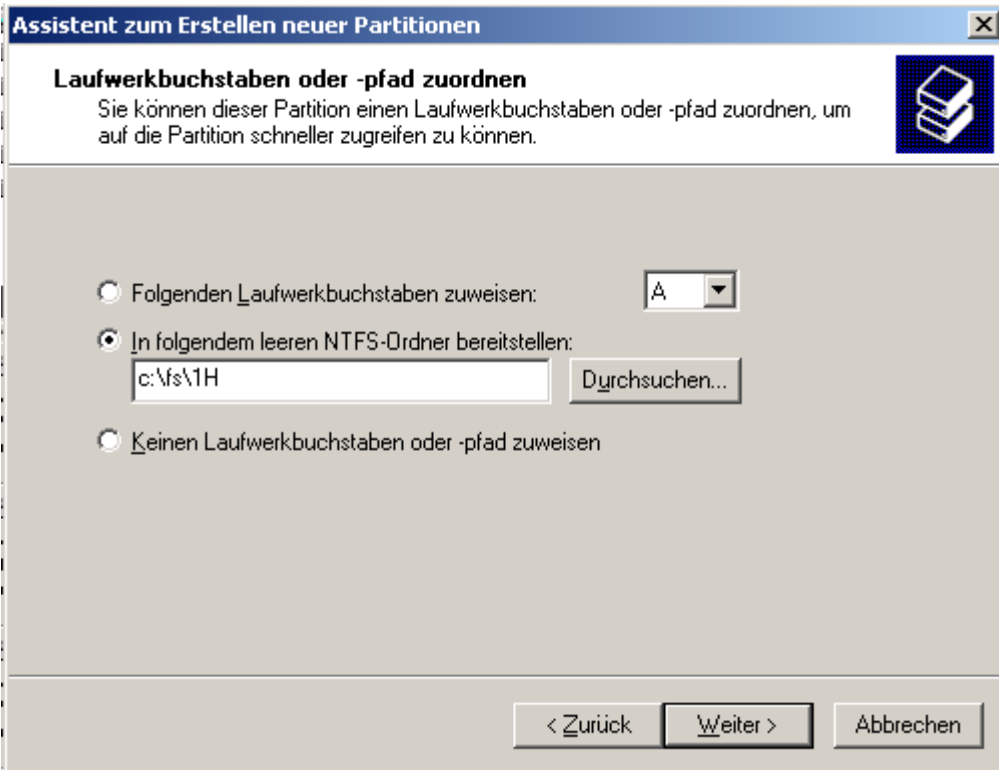 Assistent zum Erstellen neuer Partitionen
Laufwerkbuchstaben oder -pfad zuordnen
Sie können dieser Partition einen Laufwerkbuchstaben oder -pfad zuordnen, um
auf die Partition schneller zugreifen zu können.
Folgenden Laufwerkbuchstaben zuweisen: A
In folgendem leeren NTFS-Ordner bereitstellen:
c:\fs\1H Durchsuchen...
Keinen Laufwerkbuchstaben oder -pfad zuweisen
< Zurück Weiter > Abbrechen